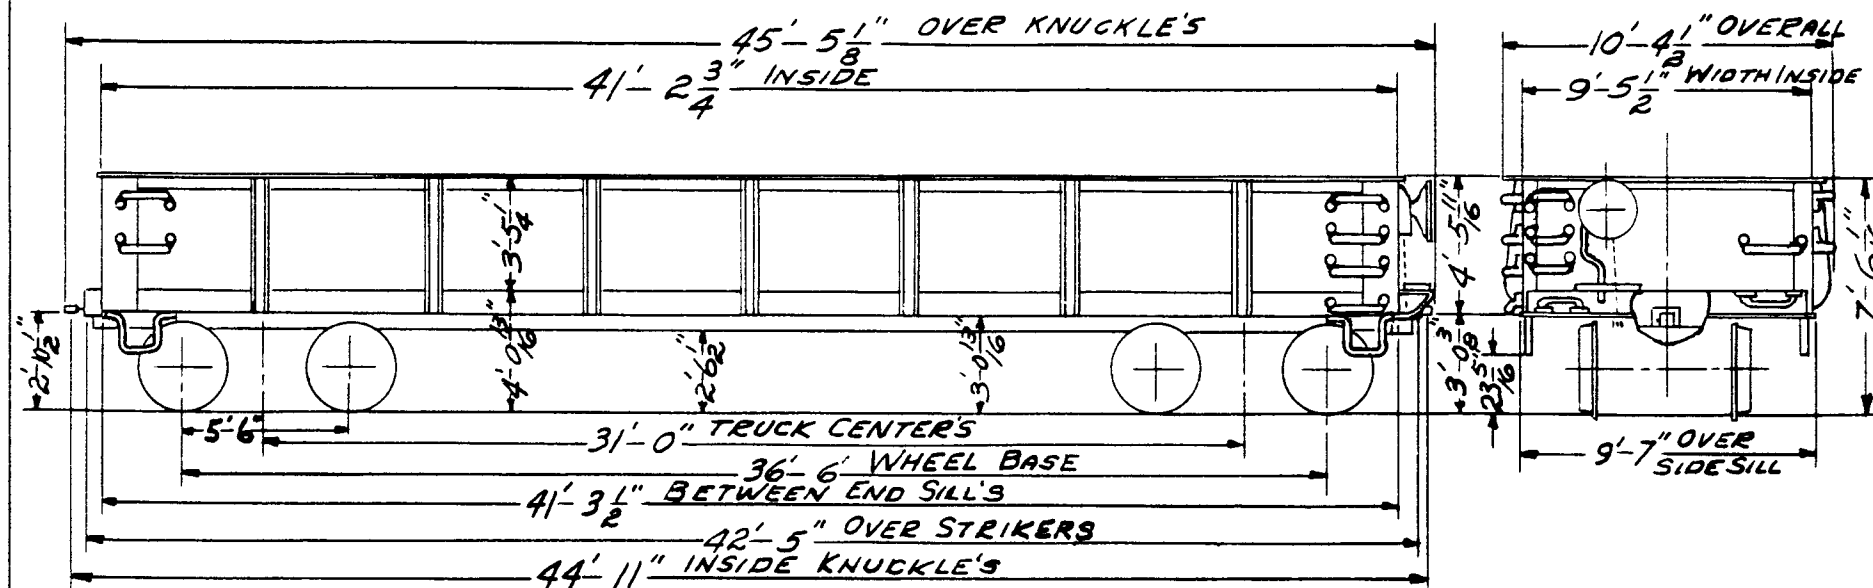 45'-5 1/8" OVER KNUCKLE'S
41'-2 3/4" INSIDE
10'-4 1/2" OVERALL
9'-5 1/2" WIDTH INSIDE
3'-5 1/4"
4'-5 11/16"
7'-6
2'-10 1/2"
4'-0 13/16"
2'-6 1/2"
3'-0 13/16"
3'-0 3/8"
23 5/16
5'-6"
31'-0" TRUCK CENTER'S
36'-6' WHEEL BASE
41'-3 1/2" BETWEEN END SILL'S
42'-5" OVER STRIKERS
44'-11" INSIDE KNUCKLE'S
9'-7" OVER
SIDE SILL